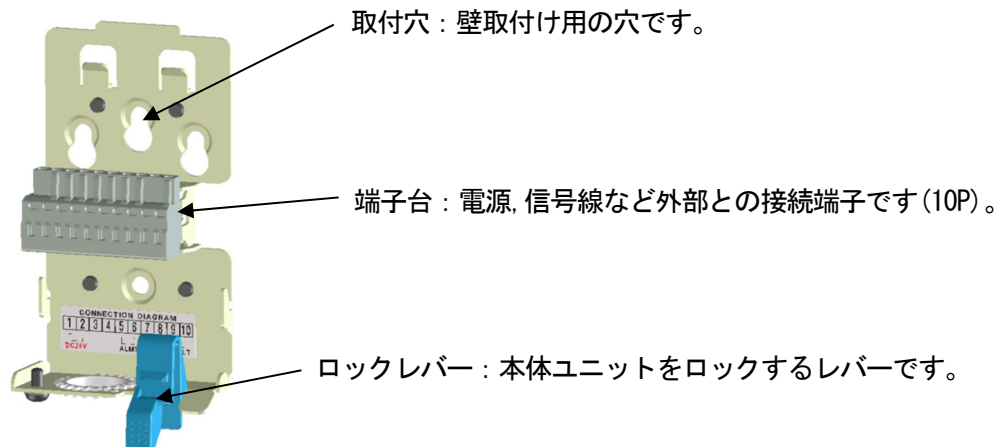 取付穴：壁取付け用の穴です。
端子台：電源,信号線など外部との接続端子です(10P)。
CONNECTION DIAGRAM
1 2 3 4 5 6 7 8 9 10
DC24V
ロックレバー：本体ユニットをロックするレバーです。